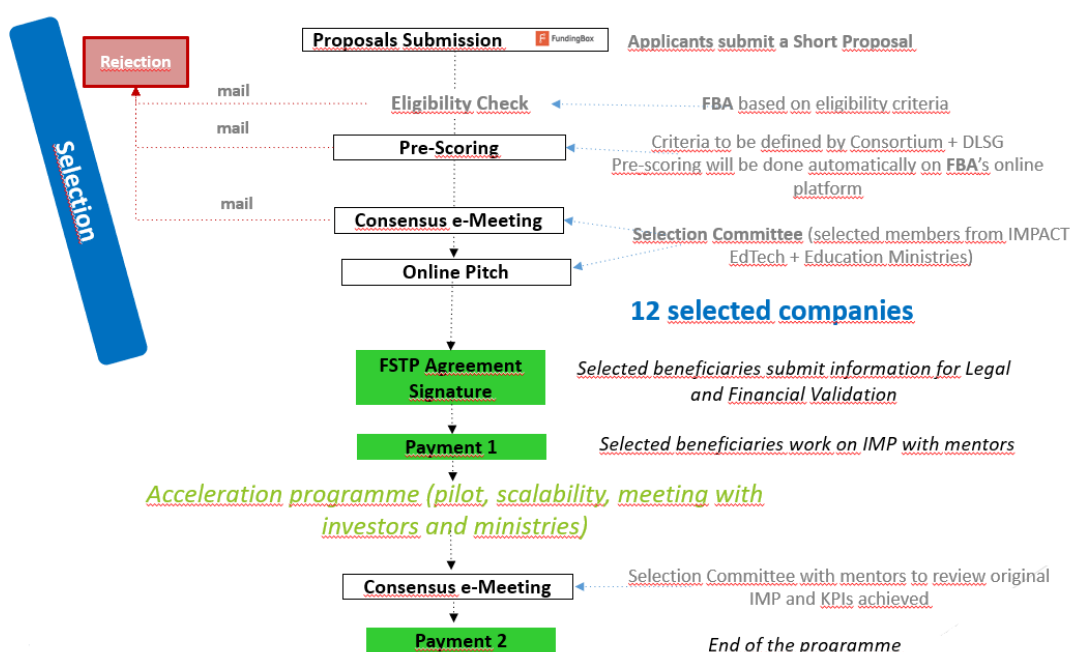 Proposals Submission
FundingBox
Applicants submit a Short Proposal
Rejection
mail
Eligibility Check
FBA based on eligibility criteria
mail
Pre-Scoring
Criteria to be defined by Consortium + DLSG
Pre-scoring will be done automatically on FBA's online
platform
Selection
mail
Consensus e-Meeting
Selection Committee (selected members from IMPACT
EdTech + Education Ministries)
Online Pitch
12 selected companies
FSTP Agreement
Signature
Selected beneficiaries submit information for Legal
and Financial Validation
Payment 1
Selected beneficiaries work on IMP with mentors
Acceleration programme (pilot, scalability, meeting with
investors and ministries)
Consensus e-Meeting
Selection Committee with mentors to review original
IMP and KPIs achieved
Payment 2
End of the programme